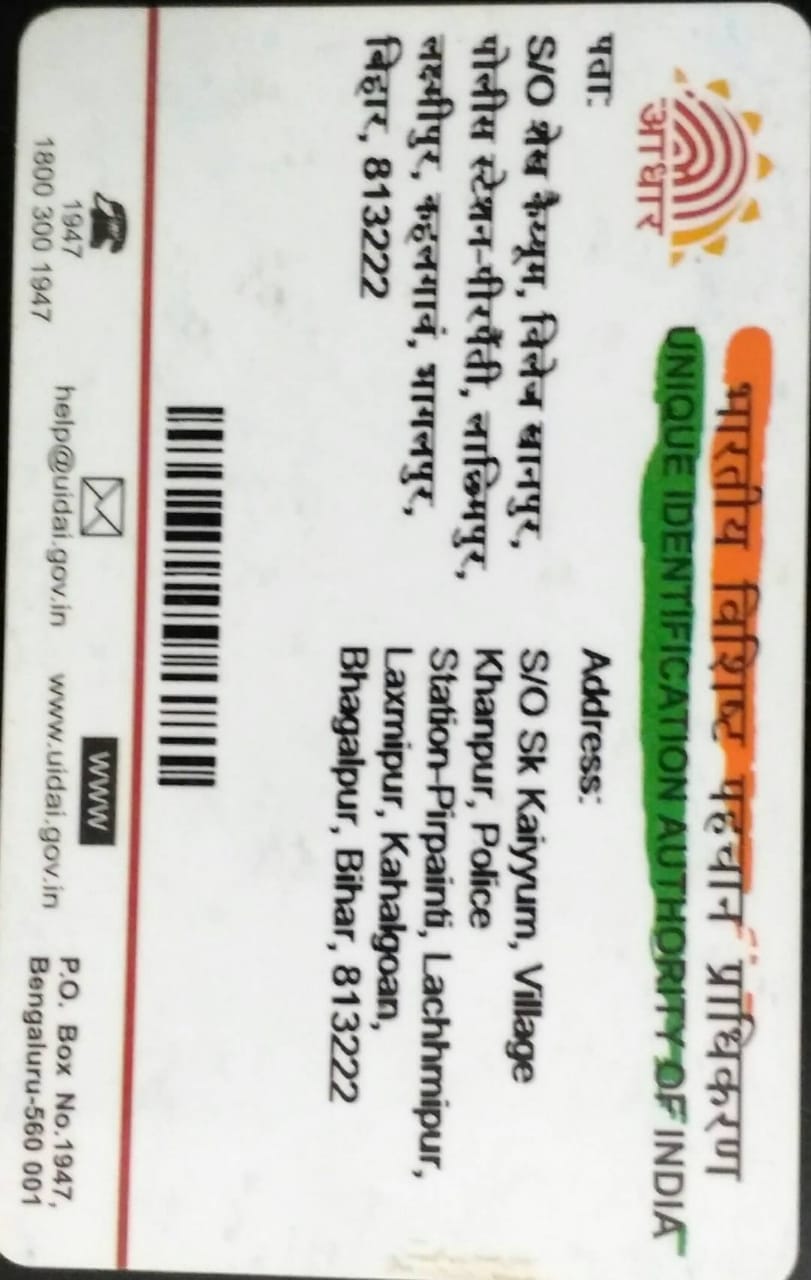 आधार
भारतीय विशिष्ट पहचान प्राधिकरण
UNIQUE IDENTIFICATION AUTHORITY OF INDIA
पता:
S/O शेख कैय्युम, विलेज खानपुर,
पोलीस स्टेशन-पीरपैंती, लाछिमपुर,
लक्ष्मीपुर, कहलगावं, भागलपुर,
बिहार, 813222
Address:
S/O Sk Kaiyyum, Village
Khanpur, Police
Station-Pirpainti, Lachhmipur,
Laxmipur, Kahalgoan,
Bhagalpur, Bihar, 813222
1947
1800 300 1947
help@uidai.gov.in
www
www.uidai.gov.in
P.O. Box No.1947,
Bengaluru-560 001